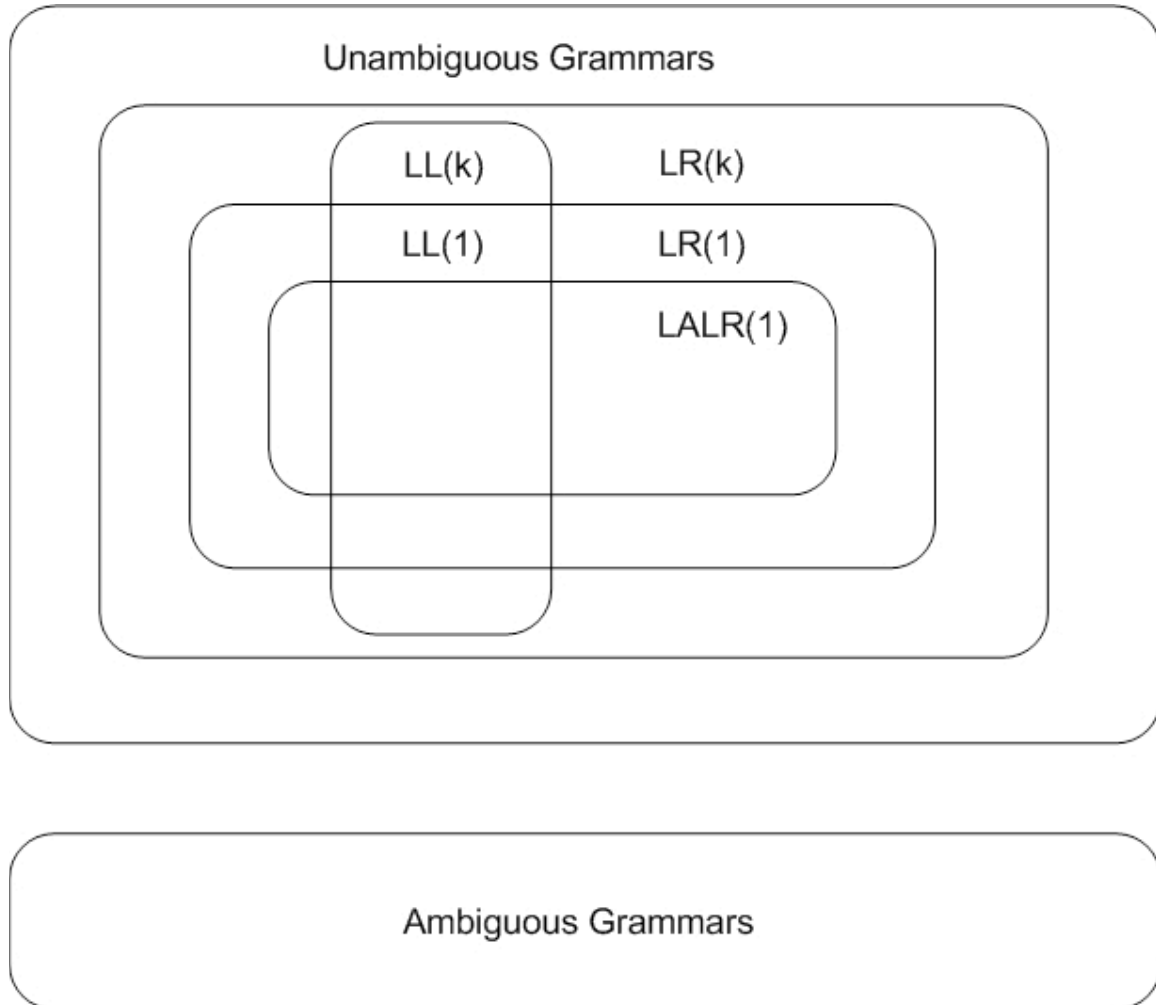 Unambiguous Grammars
LL(k) LR(k)
LL(1) LR(1)
LALR(1)
Ambiguous Grammars